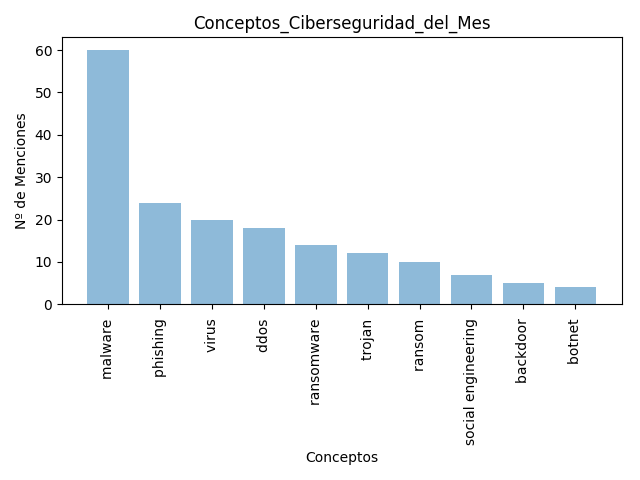 Conceptos_Ciberseguridad_del_Mes
Nº de Menciones
60
50
40
30
20
10
0
malware
phishing
virus
ddos
ransomware
trojan
ransom
social engineering
backdoor
botnet
Conceptos